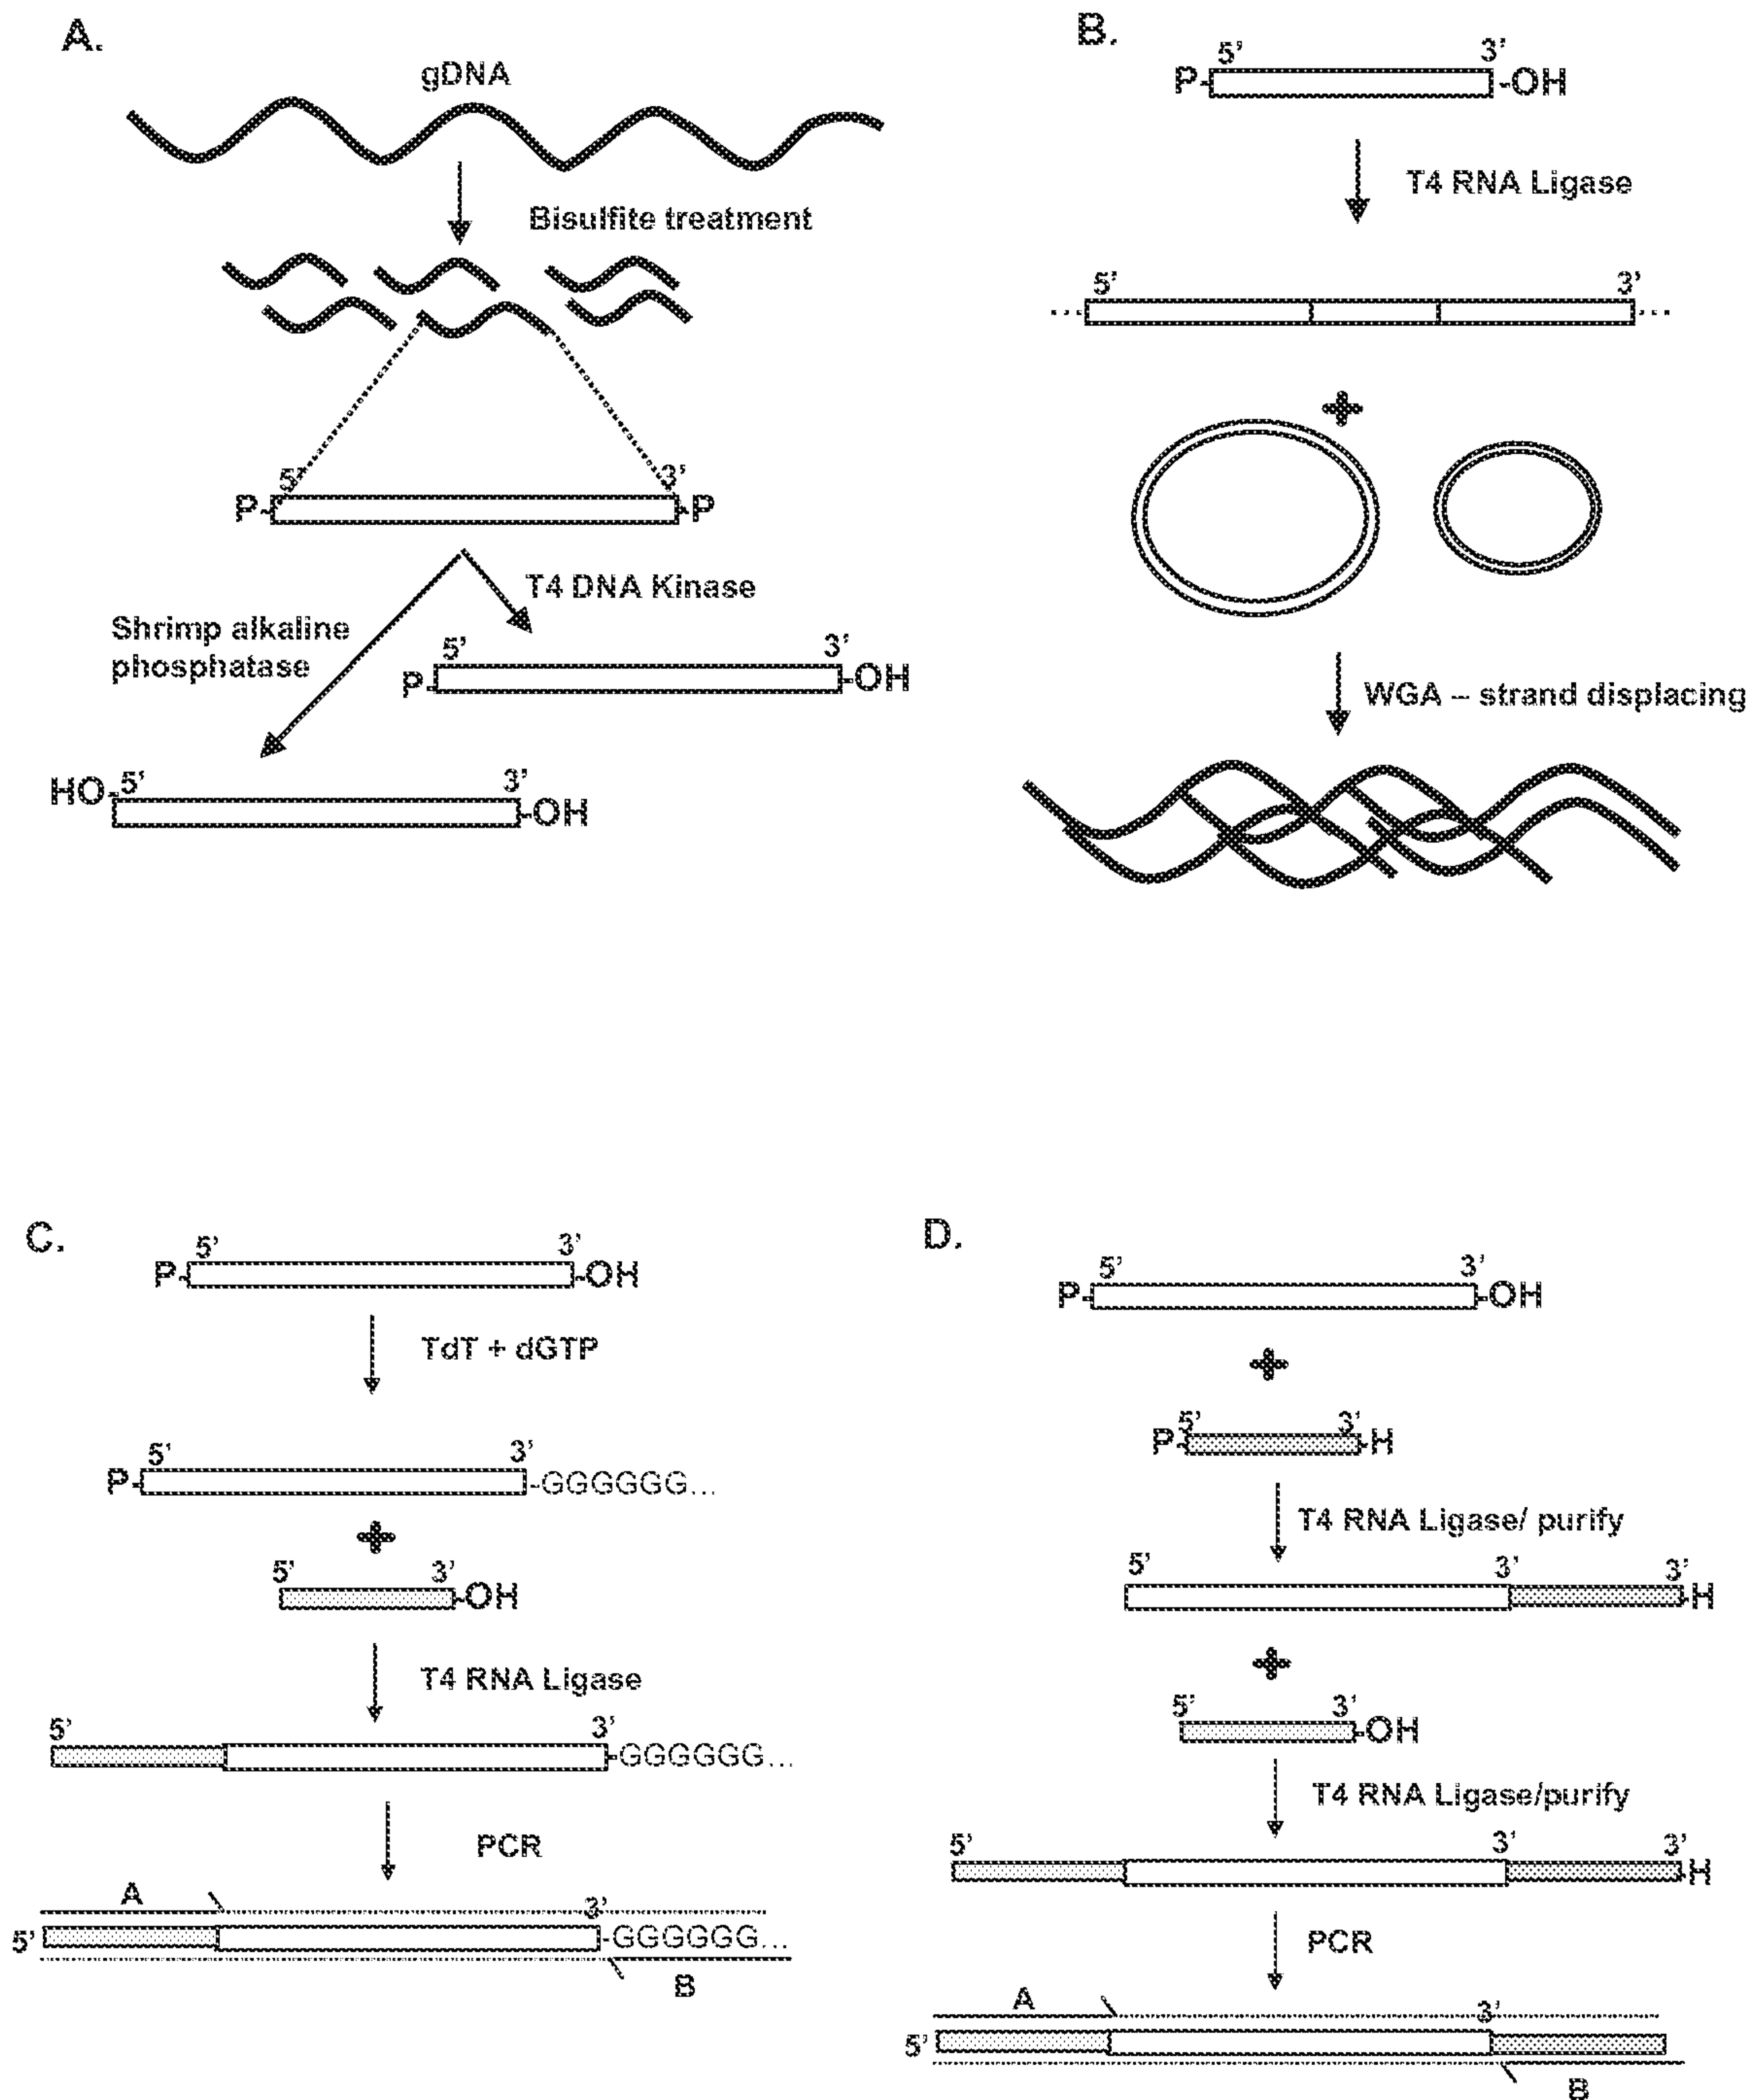 A.
gDNA
Bisulfite treatment
5’ 3’
P- -P
T4 DNA Kinase
Shrimp alkaline
phosphatase
5’ 3’
P- -OH
HO- 5’ 3’
-OH
B.
5’ 3’
P- -OH
T4 RNA Ligase
5’ 3’
... ...
+
WGA – strand displacing
C.
5’ 3’
P- -OH
TdT + dGTP
5’ 3’
P- -GGGGGG...
+
5’ 3’
-OH
T4 RNA Ligase
5’ 3’
-GGGGGG...
PCR
A
3’
5’ -GGGGGG...
B
D.
5’ 3’
P- -OH
+
5’ 3’
P- -H
T4 RNA Ligase/ purify
5’ 3’ 3’
-H
+
5’ 3’
-OH
T4 RNA Ligase/purify
5’ 3’ 3’
-H
PCR
A
3’
5’
B